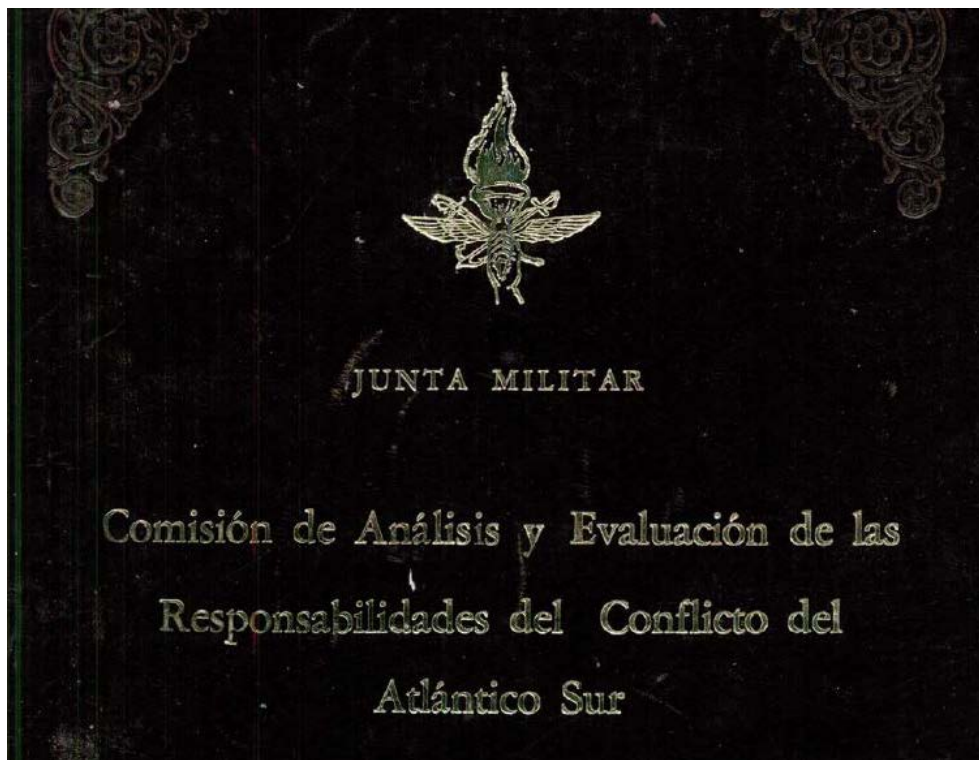 JUNTA MILITAR
Comisión de Análisis y Evaluación de las
Responsabilidades del Conflicto del
Atlántico Sur